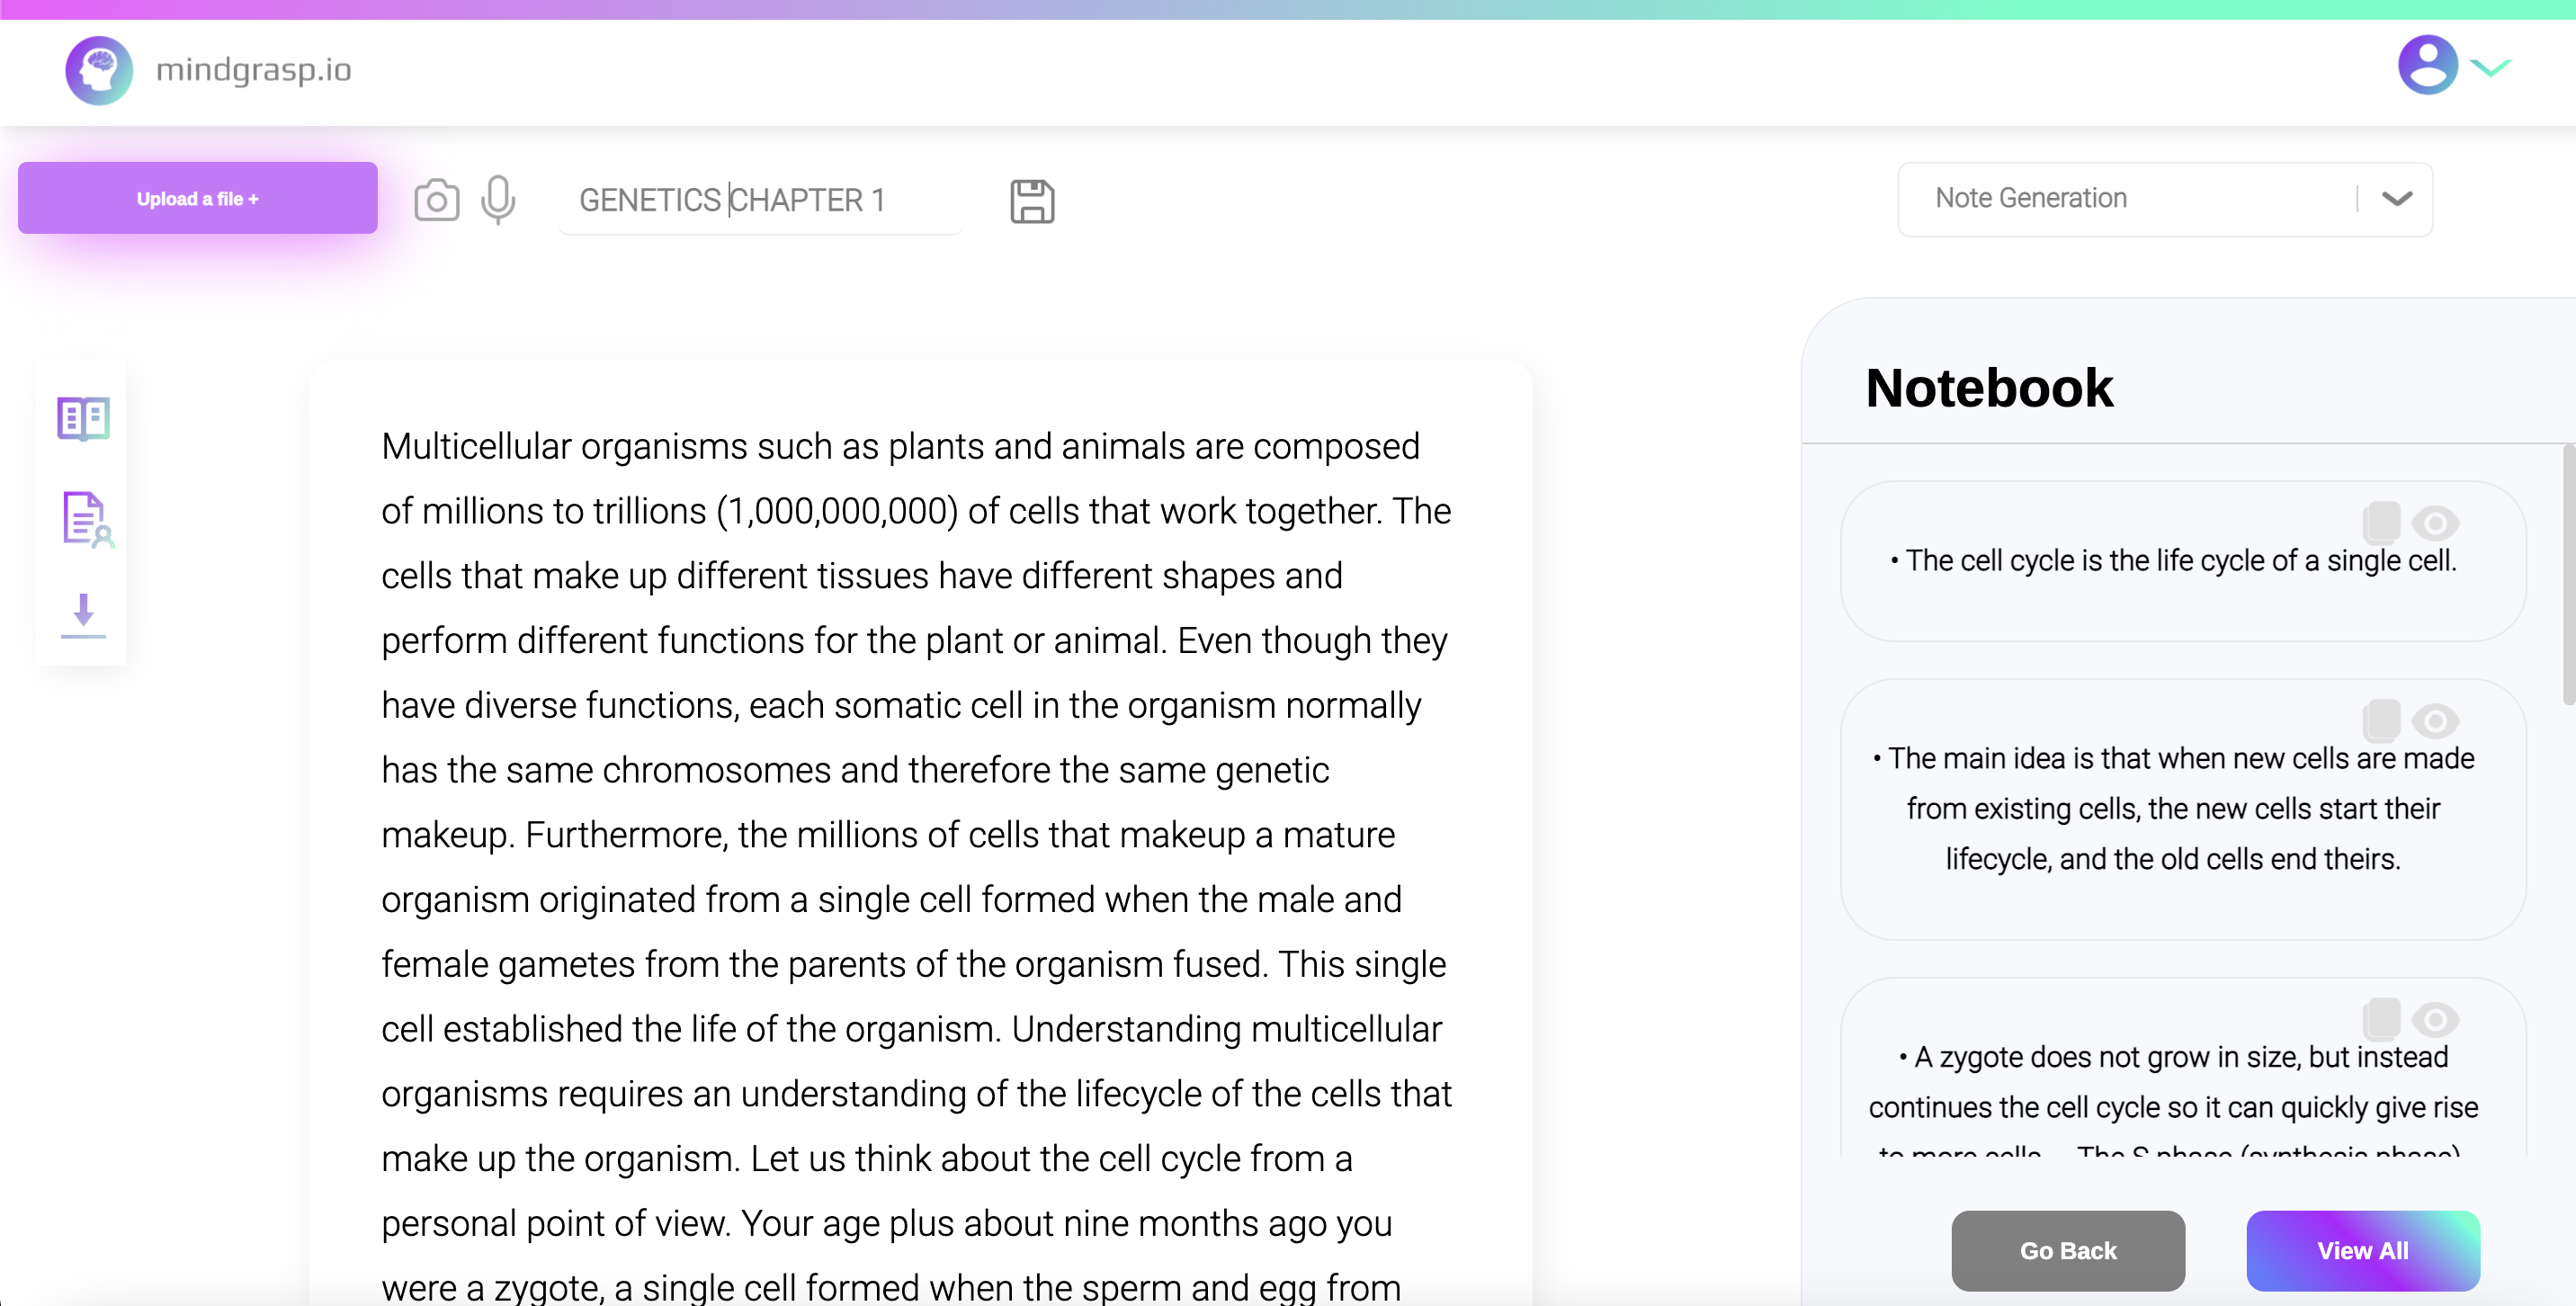 mindgrasp.io
Upload a file +
GENETICS CHAPTER 1
Note Generation
Multicellular organisms such as plants and animals are composed
of millions to trillions (1,000,000,000) of cells that work together. The
cells that make up different tissues have different shapes and
perform different functions for the plant or animal. Even though they
have diverse functions, each somatic cell in the organism normally
has the same chromosomes and therefore the same genetic
makeup. Furthermore, the millions of cells that makeup a mature
organism originated from a single cell formed when the male and
female gametes from the parents of the organism fused. This single
cell established the life of the organism. Understanding multicellular
organisms requires an understanding of the lifecycle of the cells that
make up the organism. Let us think about the cell cycle from a
personal point of view. Your age plus about nine months ago you
were a zygote, a single cell formed when the sperm and egg from
Notebook
• The cell cycle is the life cycle of a single cell.
• The main idea is that when new cells are made
from existing cells, the new cells start their
lifecycle, and the old cells end theirs.
• A zygote does not grow in size, but instead
continues the cell cycle so it can quickly give rise
to more cells. The S phase (synthesis phase)
Go Back
View All